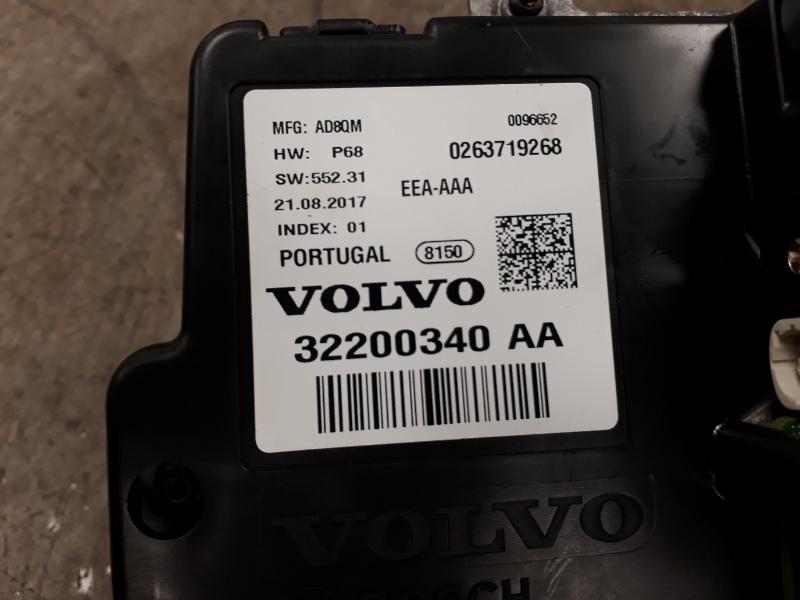 MFG: AD8QM 0096652
HW: P68 0263719268
SW:552.31
EEA-AAA
21.08.2017
INDEX: 01
PORTUGAL 8150
VOLVO
32200340 AA
VOLVO